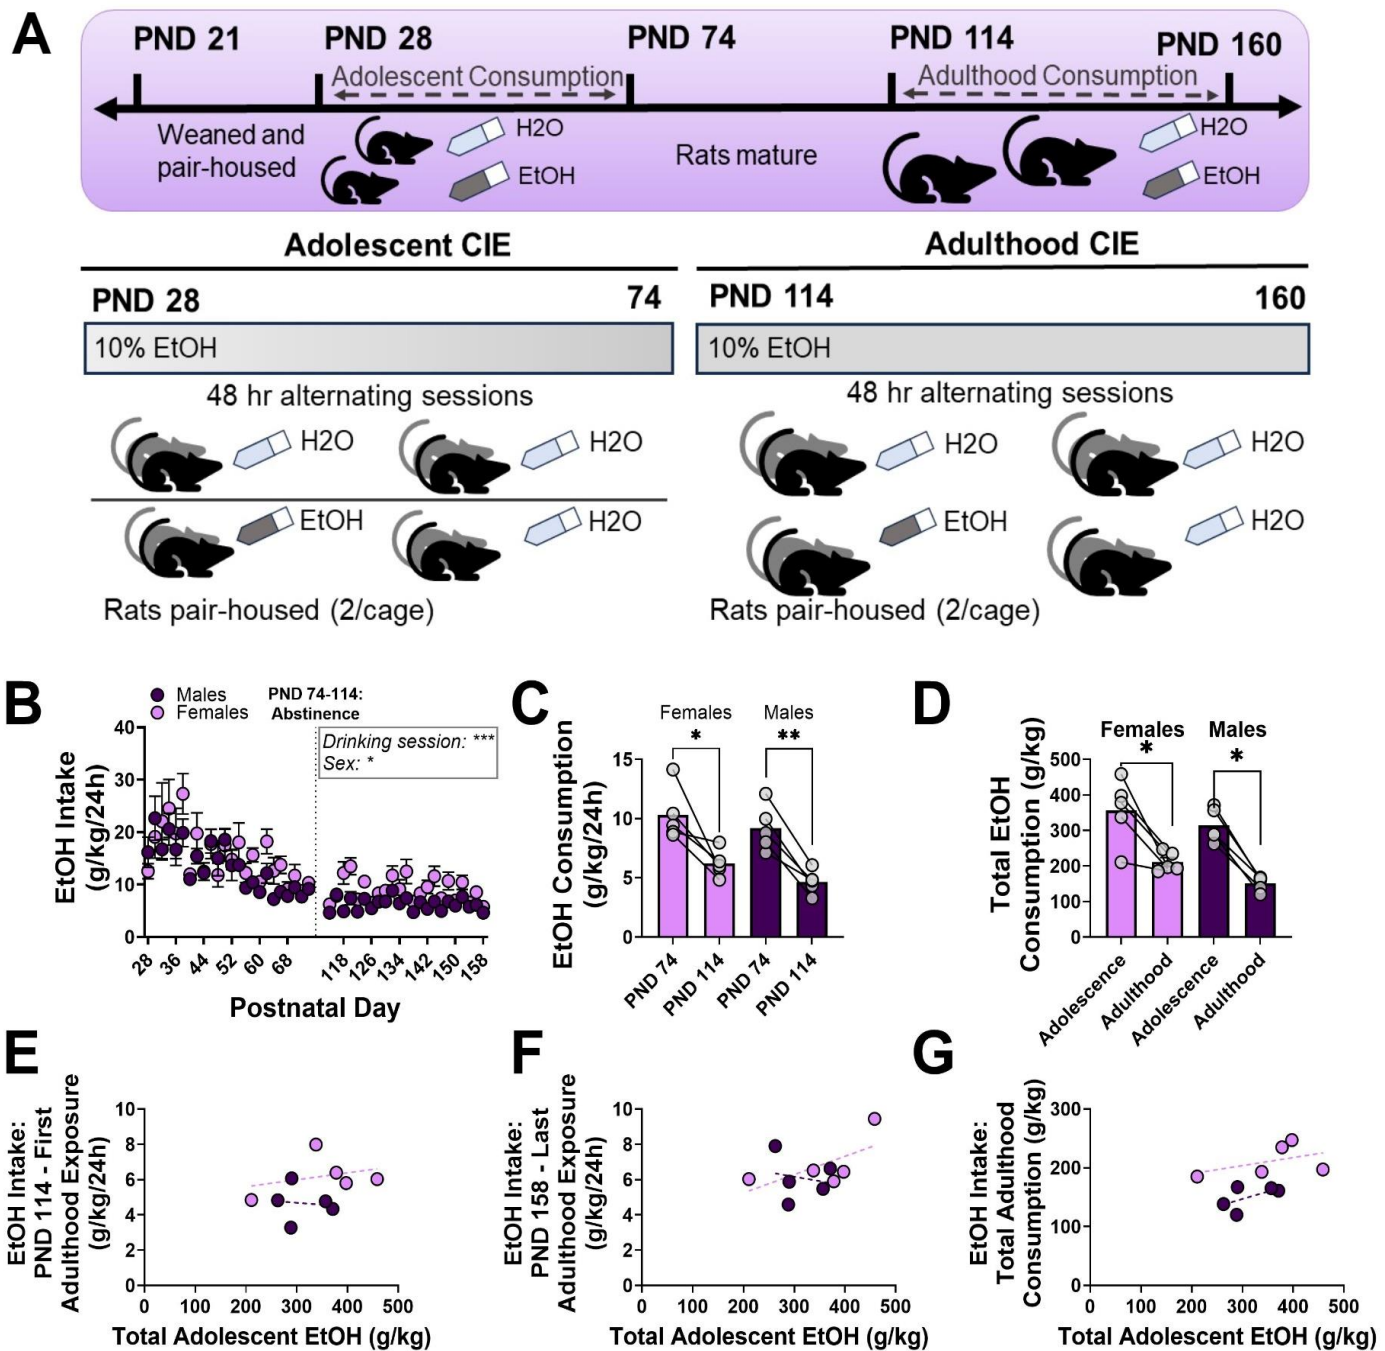 A
PND 21
PND 28
PND 74
PND 114
PND 160
Adolescent Consumption
Adulthood Consumption
Weaned and
pair-housed
H2O
EtOH
Rats mature
H2O
EtOH
Adolescent CIE
Adulthood CIE
PND 28
74
PND 114
160
10% EtOH
10% EtOH
48 hr alternating sessions
48 hr alternating sessions
H2O
H2O
H2O
H2O
EtOH
H2O
EtOH
H2O
Rats pair-housed (2/cage)
Rats pair-housed (2/cage)
B
Males
Females
PND 74-114:
Abstinence
Drinking session: ***
Sex: *
EtOH Intake
(g/kg/24h)
40
30
20
10
0
28
36
44
52
60
68
118
126
134
142
150
158
Postnatal Day
C
EtOH Consumption
(g/kg/24h)
Females
Males
*
**
15
10
5
0
PND 74
PND 114
PND 74
PND 114
D
Total EtOH
Consumption (g/kg)
Females
Males
*
*
500
400
300
200
100
0
Adolescence
Adulthood
Adolescence
Adulthood
E
EtOH Intake:
PND 114 - First
Adulthood Exposure
(g/kg/24h)
10
8
6
4
2
0
0
100
200
300
400
500
Total Adolescent EtOH (g/kg)
F
EtOH Intake:
PND 158 - Last
Adulthood Exposure
(g/kg/24h)
10
8
6
4
2
0
0
100
200
300
400
500
Total Adolescent EtOH (g/kg)
G
EtOH Intake:
Total Adulthood
Consumption (g/kg)
300
200
100
0
0
100
200
300
400
500
Total Adolescent EtOH (g/kg)